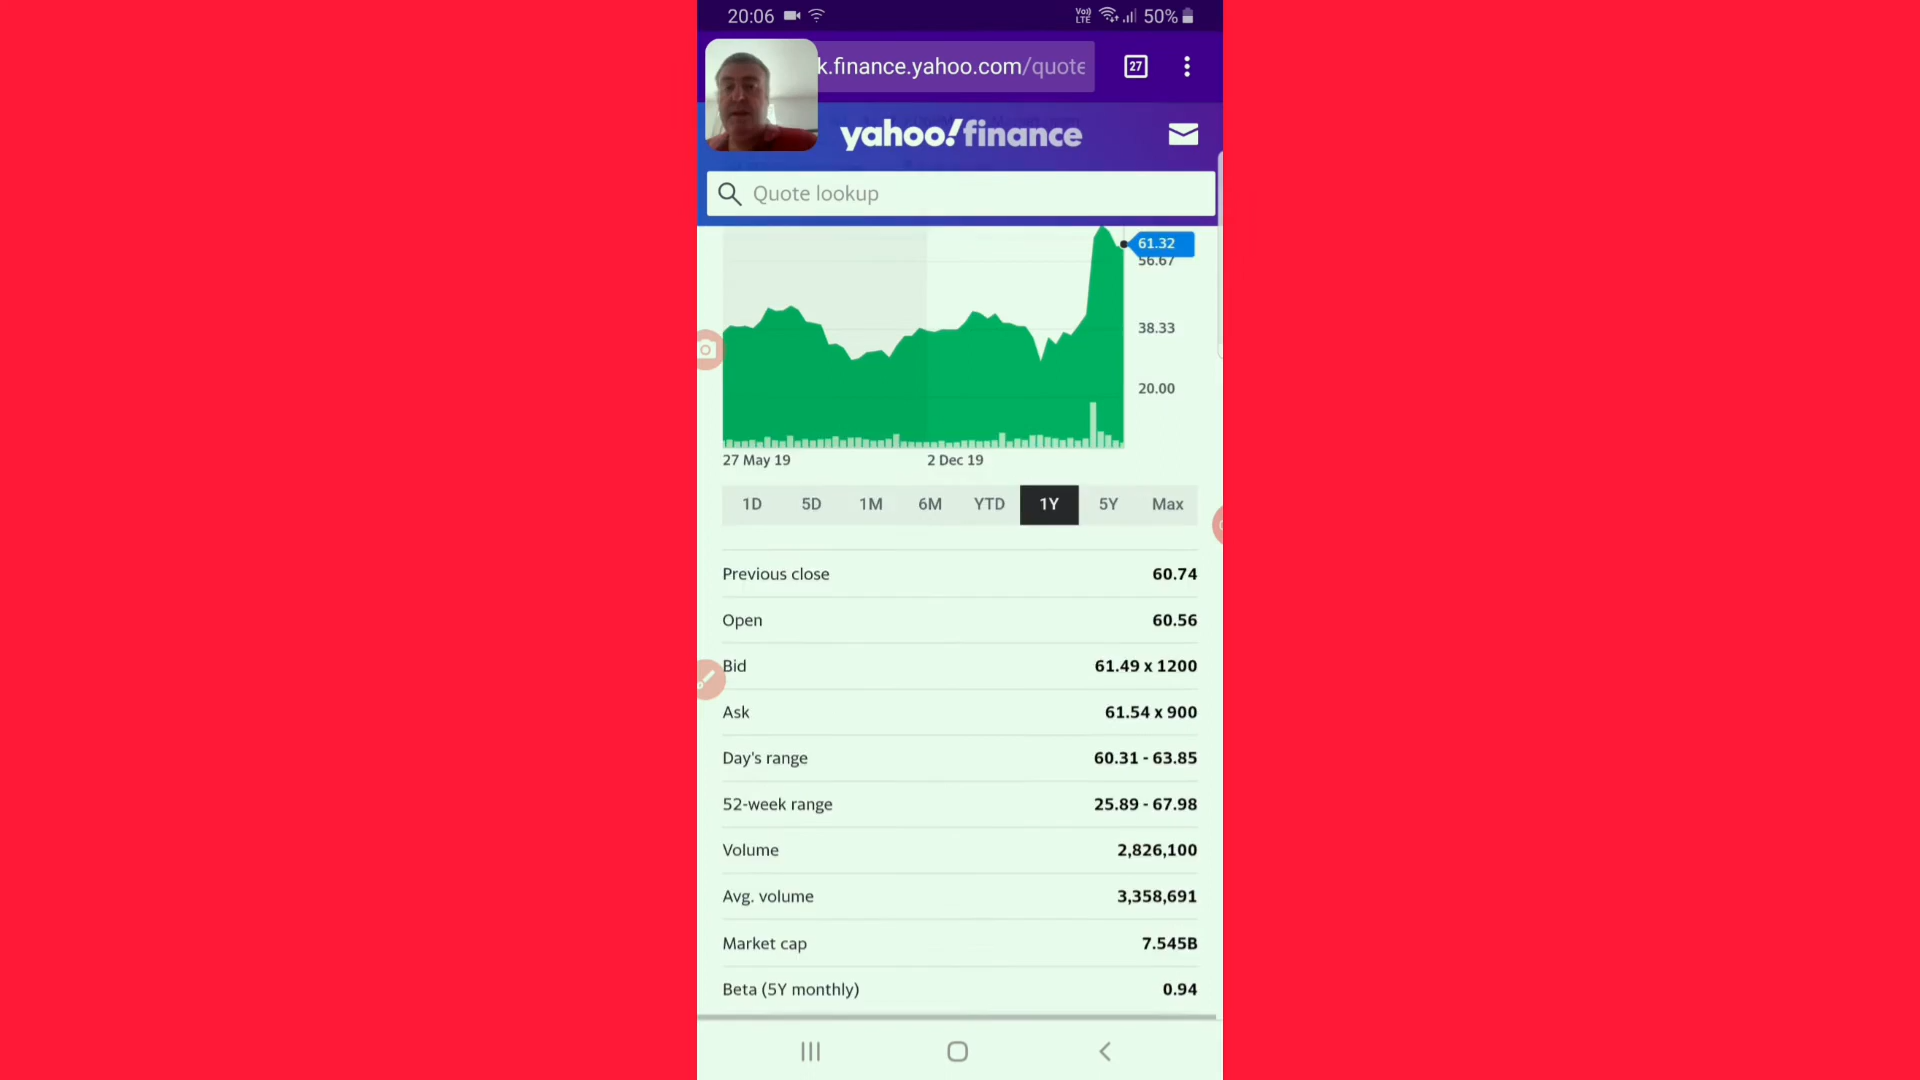 20:06
Vo)) LTE 50%
k.finance.yahoo.com/quote
27
yahoo!finance
Quote lookup
61.32
56.67
38.33
20.00
27 May 19 2 Dec 19
1D 5D 1M 6M YTD 1Y 5Y Max
Previous close 60.74
Open 60.56
Bid 61.49 x 1200
Ask 61.54 x 900
Day's range 60.31 - 63.85
52-week range 25.89 - 67.98
Volume 2,826,100
Avg. volume 3,358,691
Market cap 7.545B
Beta (5Y monthly) 0.94